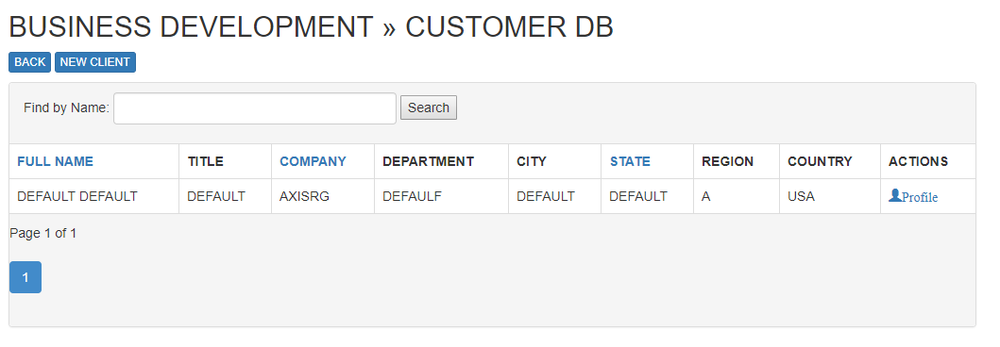 BUSINESS DEVELOPMENT » CUSTOMER DB
BACK NEW CLIENT
Find by Name: Search
FULL NAME TITLE COMPANY DEPARTMENT CITY STATE REGION COUNTRY ACTIONS
DEFAULT DEFAULT DEFAULT AXISRG DEFAULF DEFAULT DEFAULT A USA Profile
Page 1 of 1
1